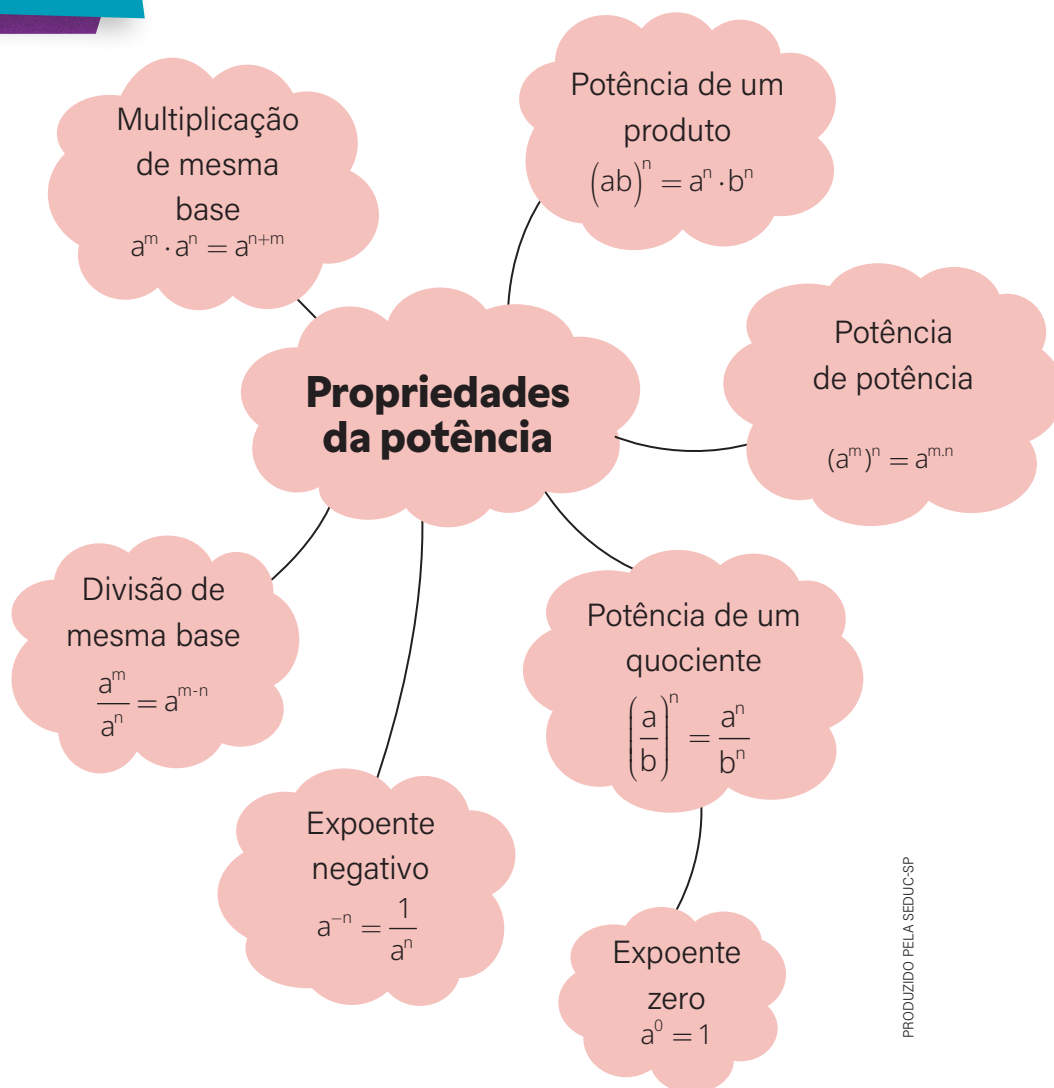 Multiplicação
de mesma
base
aᵐ · aⁿ = aⁿ⁺ᵐ
Potência de um
produto
(ab)ⁿ = aⁿ · bⁿ
Propriedades
da potência
Potência
de potência
(aᵐ)ⁿ = aᵐ·ⁿ
Divisão de
mesma base
aᵐ/aⁿ = aᵐ⁻ⁿ
Potência de um
quociente
(a/b)ⁿ = aⁿ/bⁿ
Expoente
negativo
a⁻ⁿ = 1/aⁿ
Expoente
zero
a⁰ = 1
PRODUZIDO PELA SEDUC-SP